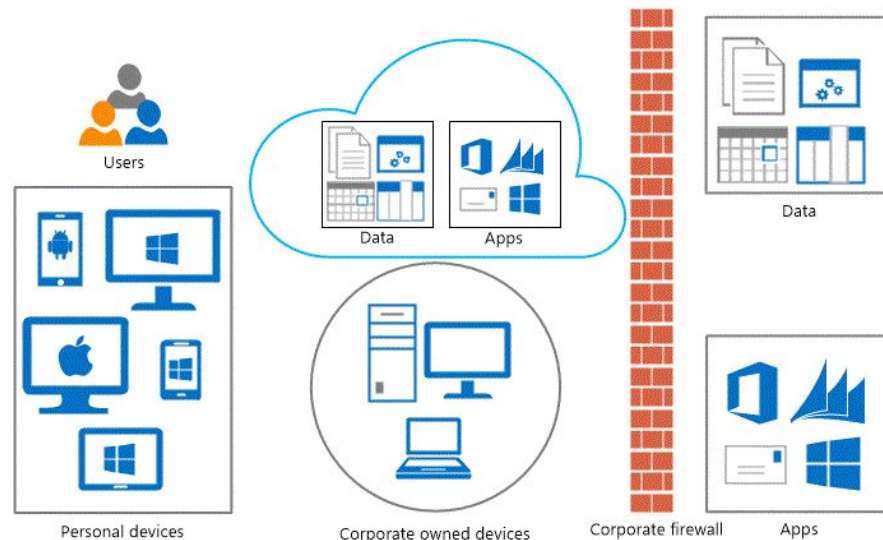 Users
Data
Apps
Data
Personal devices
Corporate owned devices
Corporate firewall
Apps